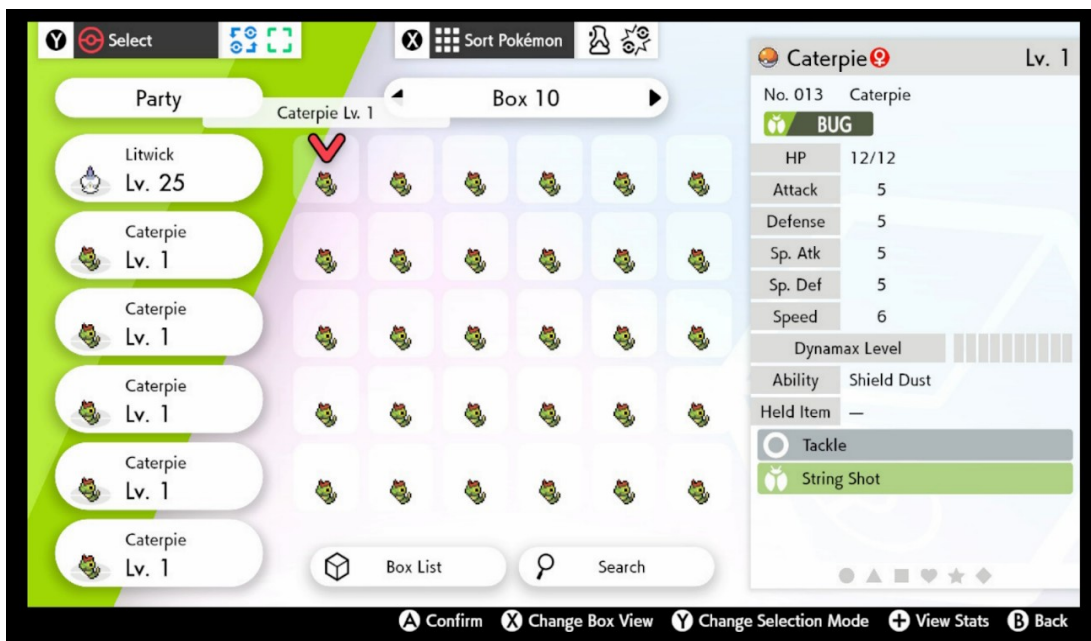 Y Select
X Sort Pokémon
Party
Box 10
Caterpie Lv. 1
Litwick
Lv. 25
Caterpie
Lv. 1
Caterpie
Lv. 1
Caterpie
Lv. 1
Caterpie
Lv. 1
Caterpie
Lv. 1
Box List
Search
Caterpie♀ Lv. 1
No. 013 Caterpie
BUG
HP 12/12
Attack 5
Defense 5
Sp. Atk 5
Sp. Def 5
Speed 6
Dynamax Level
Ability Shield Dust
Held Item —
Tackle
String Shot
A Confirm X Change Box View Y Change Selection Mode + View Stats B Back